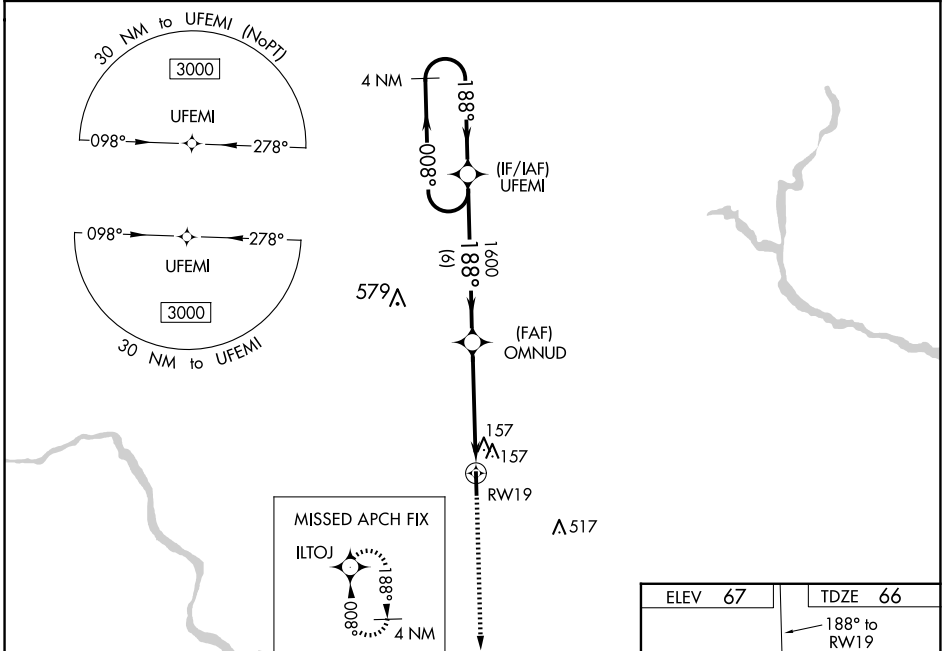 30 NM to UFEMI (NoPT)
3000
UFEMI
098°
278°
098°
278°
UFEMI
3000
30 NM to UFEMI
4 NM
188°
008°
(IF/IAF)
UFEMI
1600
188°
(6)
579
(FAF)
OMNUD
157
157
RW19
517
MISSED APCH FIX
ILTOJ
188°
008°
4 NM
ELEV 67
TDZE 66
188° to
RW19